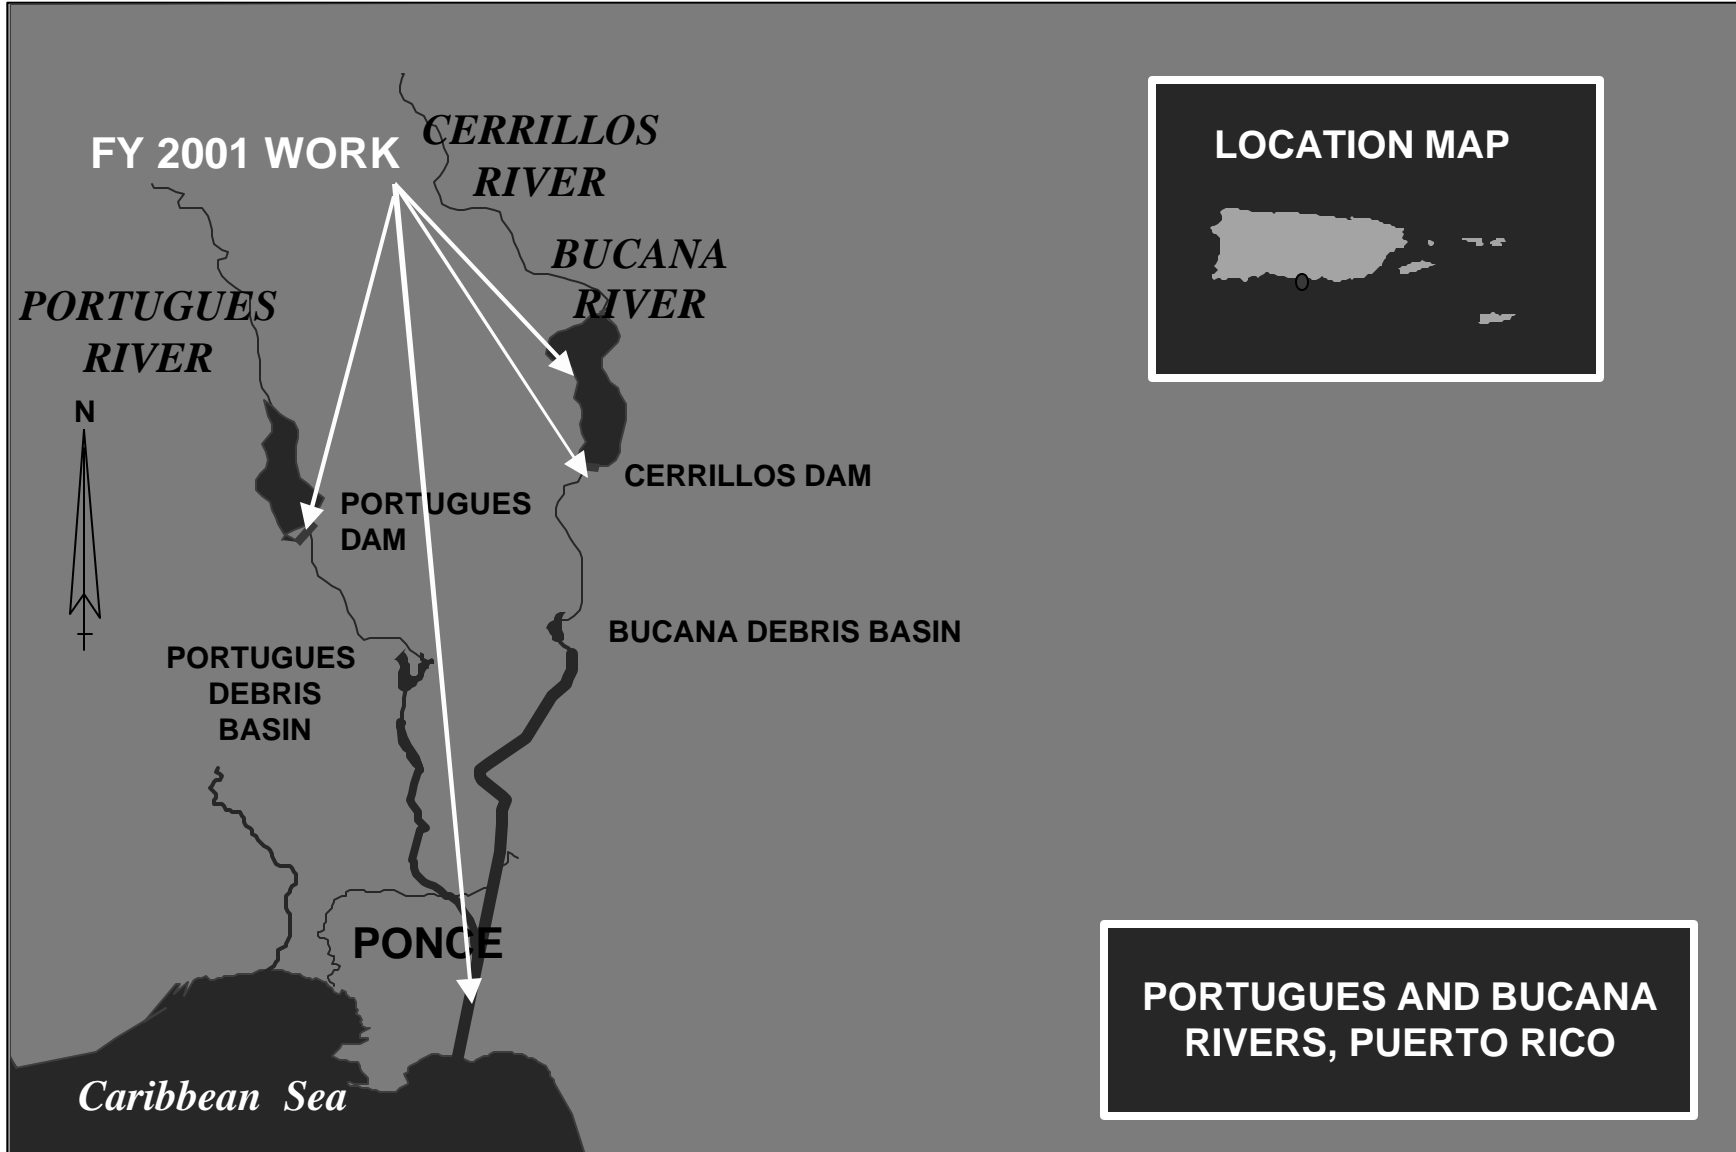 FY 2001 WORK
CERRILLOS
RIVER
BUCANA
RIVER
PORTUGUES
RIVER
N
PORTUGUES
DAM
CERRILLOS DAM
BUCANA DEBRIS BASIN
PORTUGUES
DEBRIS
BASIN
PONCE
Caribbean Sea
LOCATION MAP
PORTUGUES AND BUCANA
RIVERS, PUERTO RICO